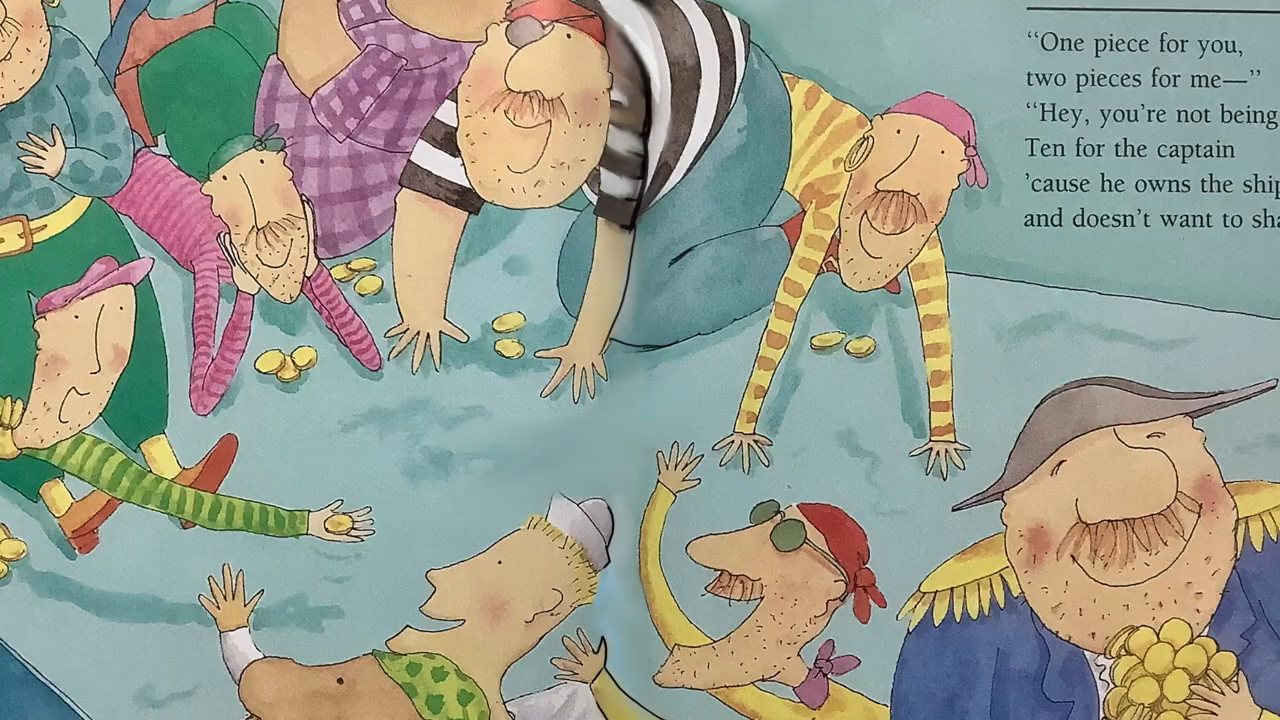 “One piece for you,
two pieces for me—”
“Hey, you’re not being
Ten for the captain
’cause he owns the ship
and doesn’t want to sha